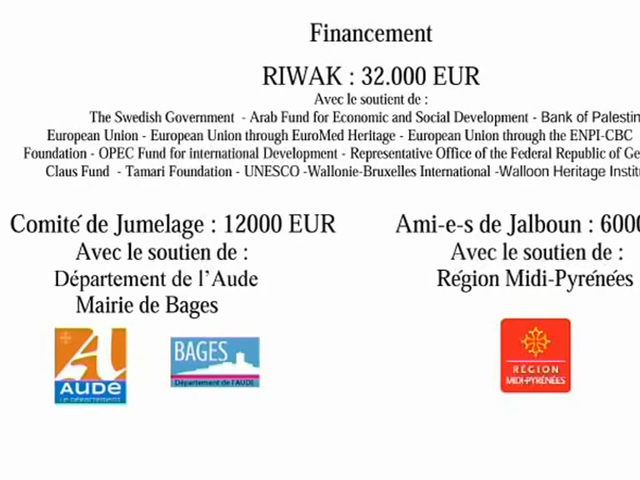 Financement
RIWAK : 32.000 EUR
Avec le soutient de :
The Swedish Government - Arab Fund for Economic and Social Development - Bank of Palestin
European Union - European Union through EuroMed Heritage - European Union through the ENPI-CBC
Foundation - OPEC Fund for international Development - Representative Office of the Federal Republic of Ge
Claus Fund - Tamari Foundation - UNESCO -Wallonie-Bruxelles International -Walloon Heritage Instit
Comité de Jumelage : 12000 EUR
Avec le soutien de :
Département de l'Aude
Mairie de Bages
Ami-e-s de Jalboun : 6000
Avec le soutien de :
Région Midi-Pyrénées
AUDE
LE DÉPARTEMENT
BAGES
Département de l'AUDE
RÉGION
MIDI-PYRÉNÉES